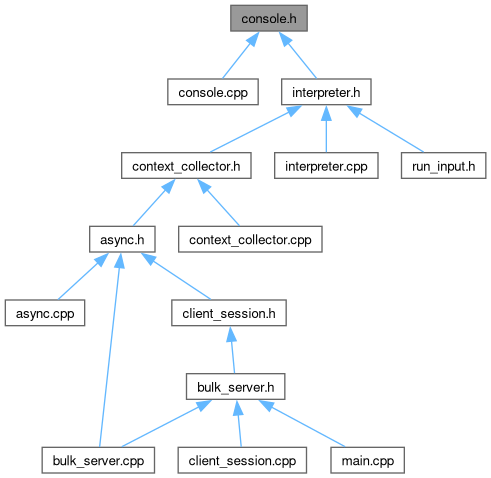 console.h
console.cpp
interpreter.h
context_collector.h
interpreter.cpp
run_input.h
async.h
context_collector.cpp
async.cpp
client_session.h
bulk_server.h
bulk_server.cpp
client_session.cpp
main.cpp